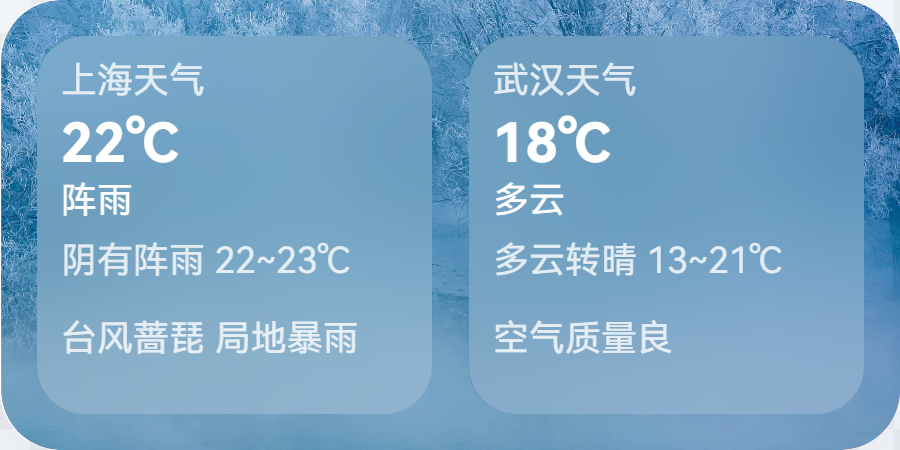 上海天气
22℃
阵雨
阴有阵雨 22~23℃
台风蔷琵 局地暴雨
武汉天气
18℃
多云
多云转晴 13~21℃
空气质量良